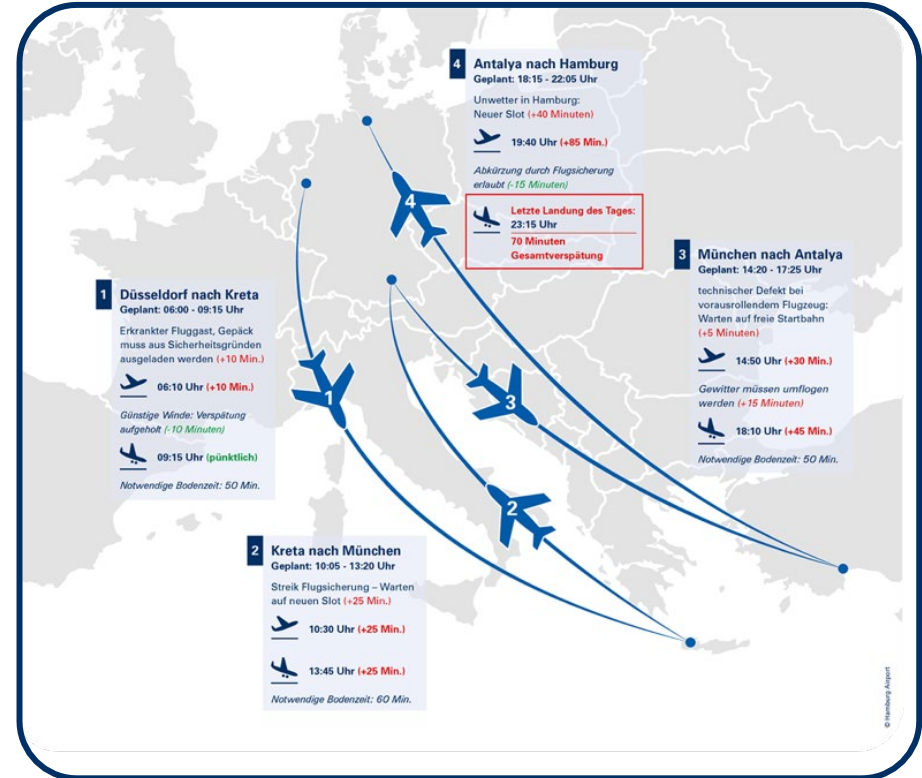 1
Düsseldorf nach Kreta
Geplant: 06:00 - 09:15 Uhr
Erkrankter Fluggast, Gepäck
muss aus Sicherheitsgründen
ausgeladen werden (+10 Min.)
06:10 Uhr (+10 Min.)
Günstige Winde: Verspätung
aufgeholt (-10 Minuten)
09:15 Uhr (pünktlich)
Notwendige Bodenzeit: 50 Min.
2
Kreta nach München
Geplant: 10:05 - 13:20 Uhr
Streik Flugsicherung – Warten
auf neuen Slot (+25 Min.)
10:30 Uhr (+25 Min.)
13:45 Uhr (+25 Min.)
Notwendige Bodenzeit: 60 Min.
3
München nach Antalya
Geplant: 14:20 - 17:25 Uhr
technischer Defekt bei
vorausrollendem Flugzeug:
Warten auf freie Startbahn
(+5 Minuten)
14:50 Uhr (+30 Min.)
Gewitter müssen umflogen
werden (+15 Minuten)
18:10 Uhr (+45 Min.)
Notwendige Bodenzeit: 50 Min.
4
Antalya nach Hamburg
Geplant: 18:15 - 22:05 Uhr
Unwetter in Hamburg:
Neuer Slot (+40 Minuten)
19:40 Uhr (+85 Min.)
Abkürzung durch Flugsicherung
erlaubt (-15 Minuten)
Letzte Landung des Tages:
23:15 Uhr
70 Minuten
Gesamtverspätung
1
2
3
4
© Hamburg Airport